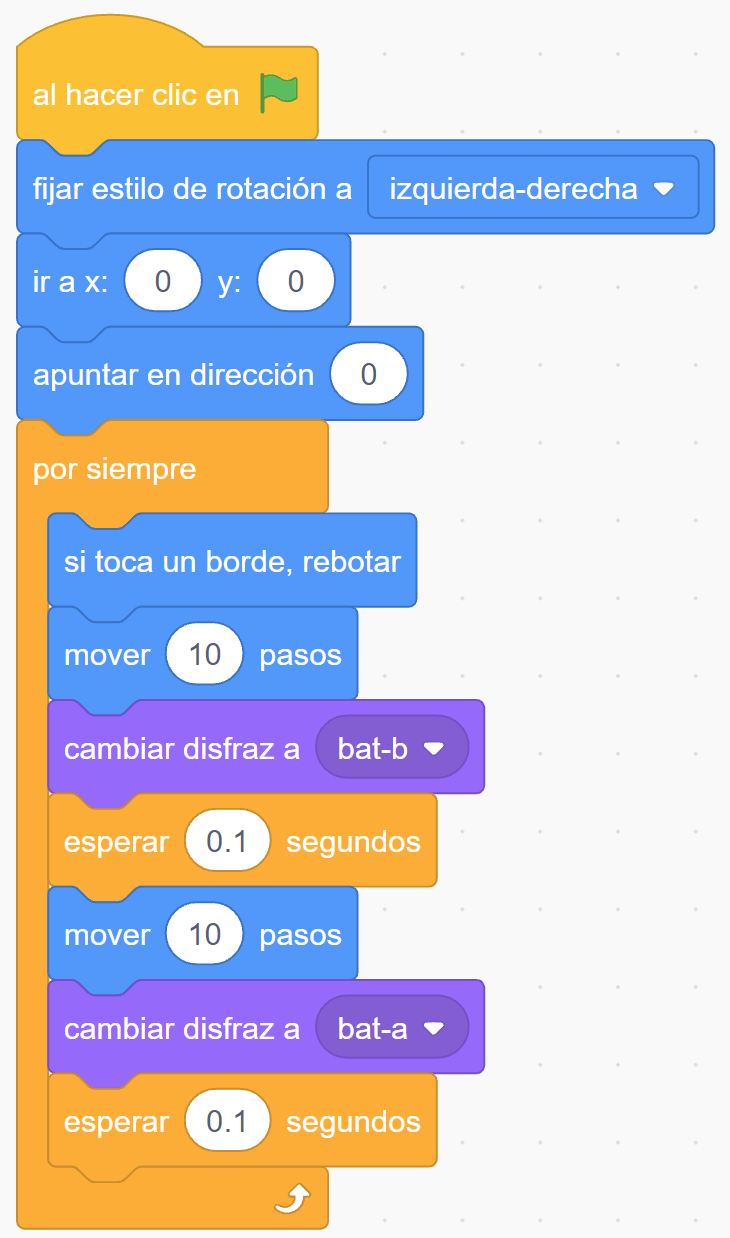 al hacer clic en
fijar estilo de rotación a izquierda-derecha
ir a x: 0 y: 0
apuntar en dirección 0
por siempre
si toca un borde, rebotar
mover 10 pasos
cambiar disfraz a bat-b
esperar 0.1 segundos
mover 10 pasos
cambiar disfraz a bat-a
esperar 0.1 segundos